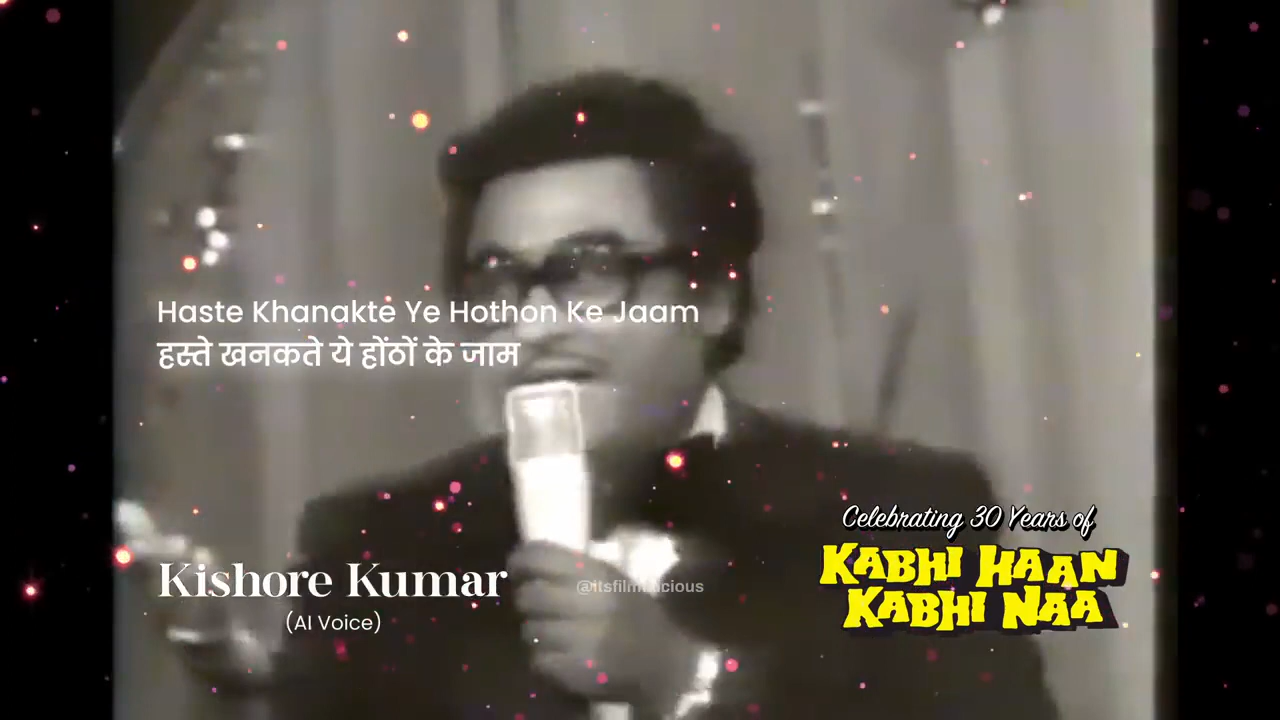 Haste Khanakte Ye Hothon Ke Jaam
हस्ते खनकते ये होंठों के जाम
Kishore Kumar
(AI Voice)
@itsfilmilicious
Celebrating 30 Years of
KABHI HAAN
KABHI NAA